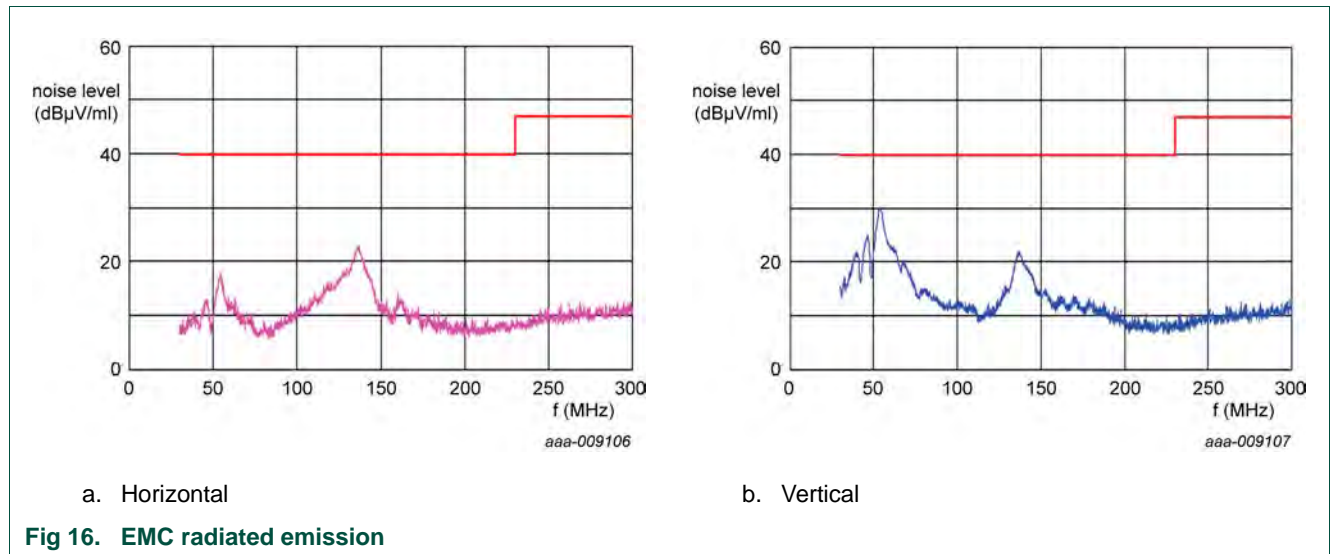 60
noise level
(dBµV/ml)
40
20
0
0 50 100 150 200 250 300
f (MHz)
aaa-009106
60
noise level
(dBµV/ml)
40
20
0
0 50 100 150 200 250 300
f (MHz)
aaa-009107
a. Horizontal
b. Vertical
Fig 16. EMC radiated emission